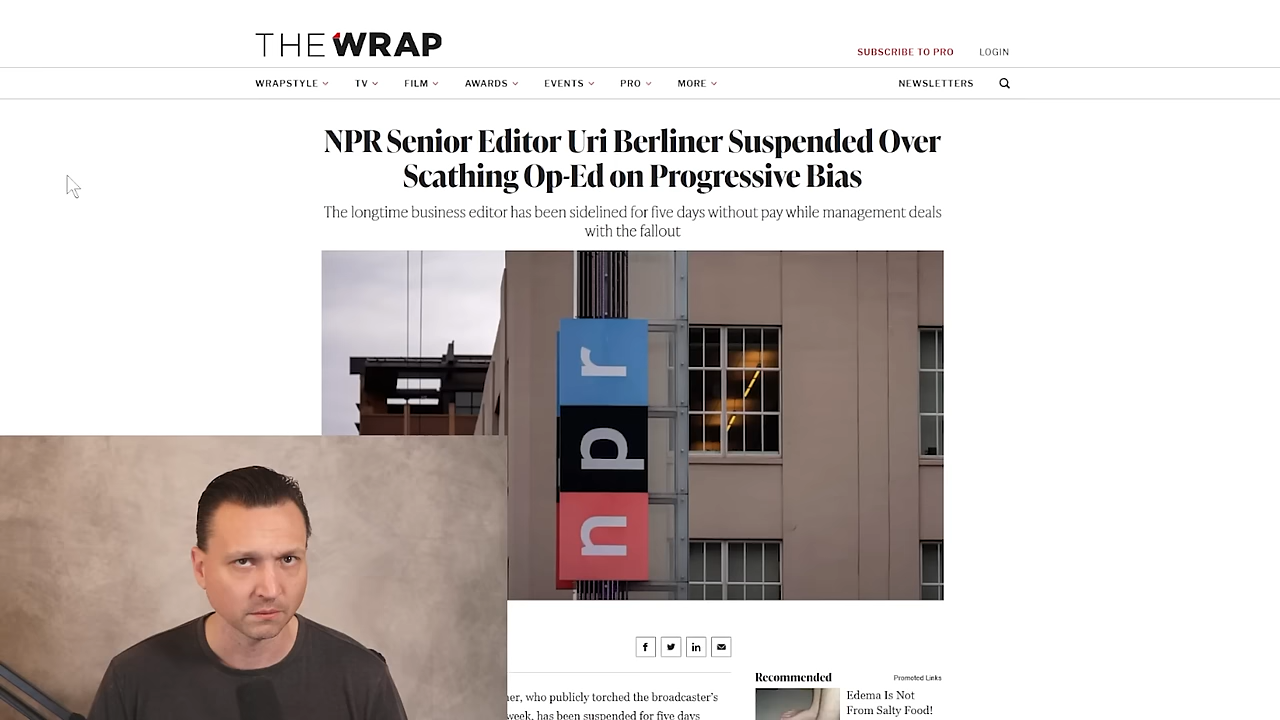 THE WRAP
SUBSCRIBE TO PRO LOGIN
WRAPSTYLE TV FILM AWARDS EVENTS PRO MORE NEWSLETTERS
NPR Senior Editor Uri Berliner Suspended Over
Scathing Op-Ed on Progressive Bias
The longtime business editor has been sidelined for five days without pay while management deals
with the fallout
npr
, who publicly torched the broadcaster's
week, has been suspended for five days
Recommended Promoted Links
Edema Is Not
From Salty Food!